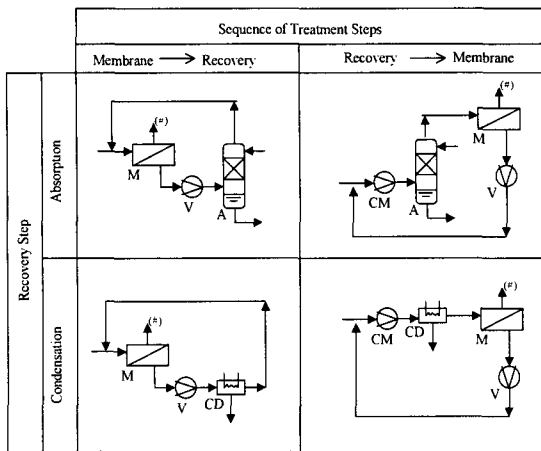 Sequence of Treatment Steps
Membrane → Recovery
Recovery → Membrane
Recovery Step
Absorption
(#)
M
V
A
(#)
M
V
CM
A
Condensation
(#)
M
V
CD
(#)
CM
CD
M
V